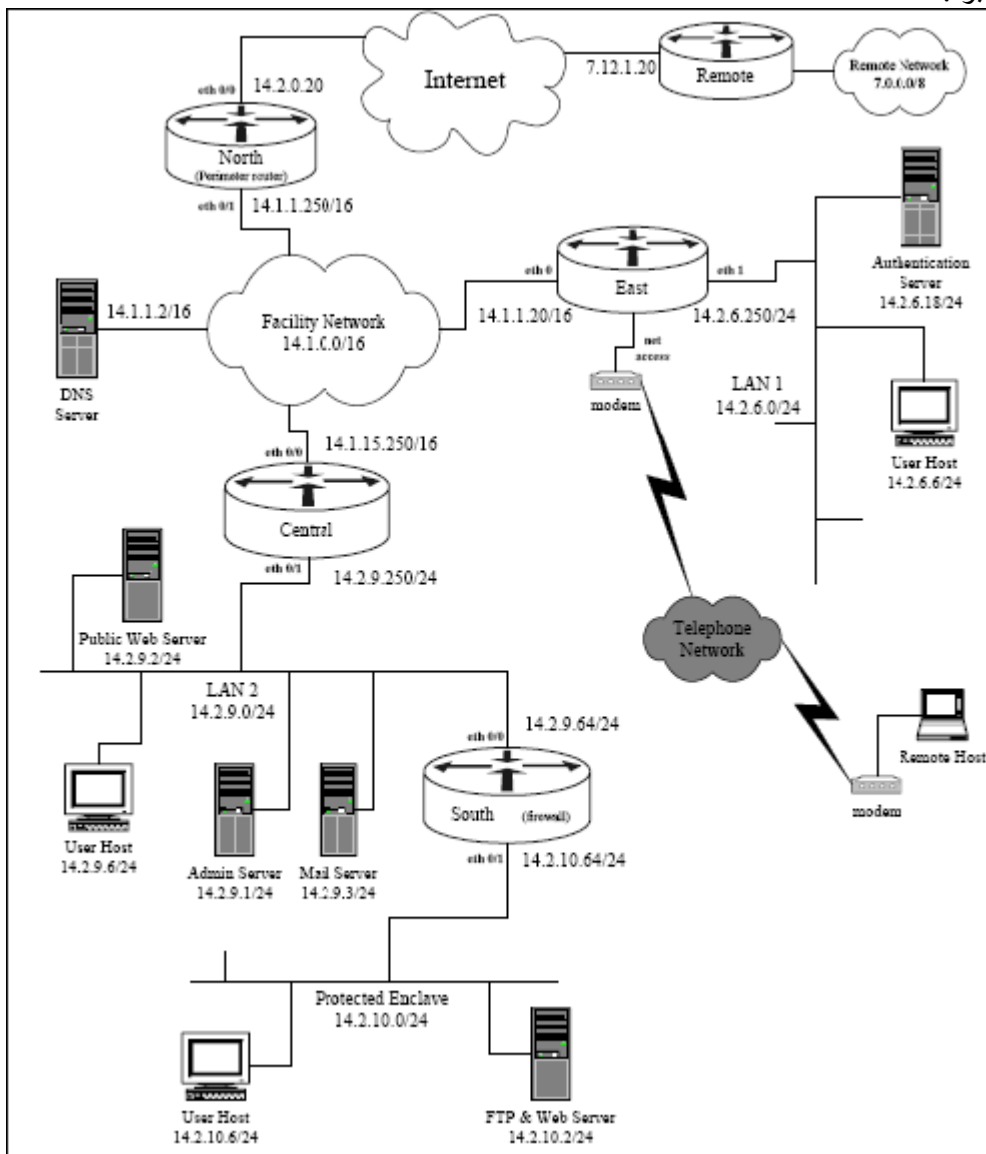 Internet
14.2.0.20
eth 0/0
7.12.1.20
Remote
Remote Network
7.0.0.0/8
North
(Perimeter router)
eth 0/1
14.1.1.250/16
Authentication
Server
14.2.6.18/24
eth 0
eth 1
East
14.1.1.20/16
14.2.6.250/24
14.1.1.2/16
Facility Network
14.1.0.0/16
DNS
Server
net
access
modem
LAN 1
14.2.6.0/24
User Host
14.2.6.6/24
14.1.15.250/16
eth 0/0
Central
eth 0/1
14.2.9.250/24
Public Web Server
14.2.9.2/24
Telephone
Network
LAN 2
14.2.9.0/24
14.2.9.64/24
eth 0/0
Remote Host
modem
South (firewall)
eth 0/1
14.2.10.64/24
User Host
14.2.9.6/24
Admin Server
14.2.9.1/24
Mail Server
14.2.9.3/24
Protected Enclave
14.2.10.0/24
User Host
14.2.10.6/24
FTP & Web Server
14.2.10.2/24